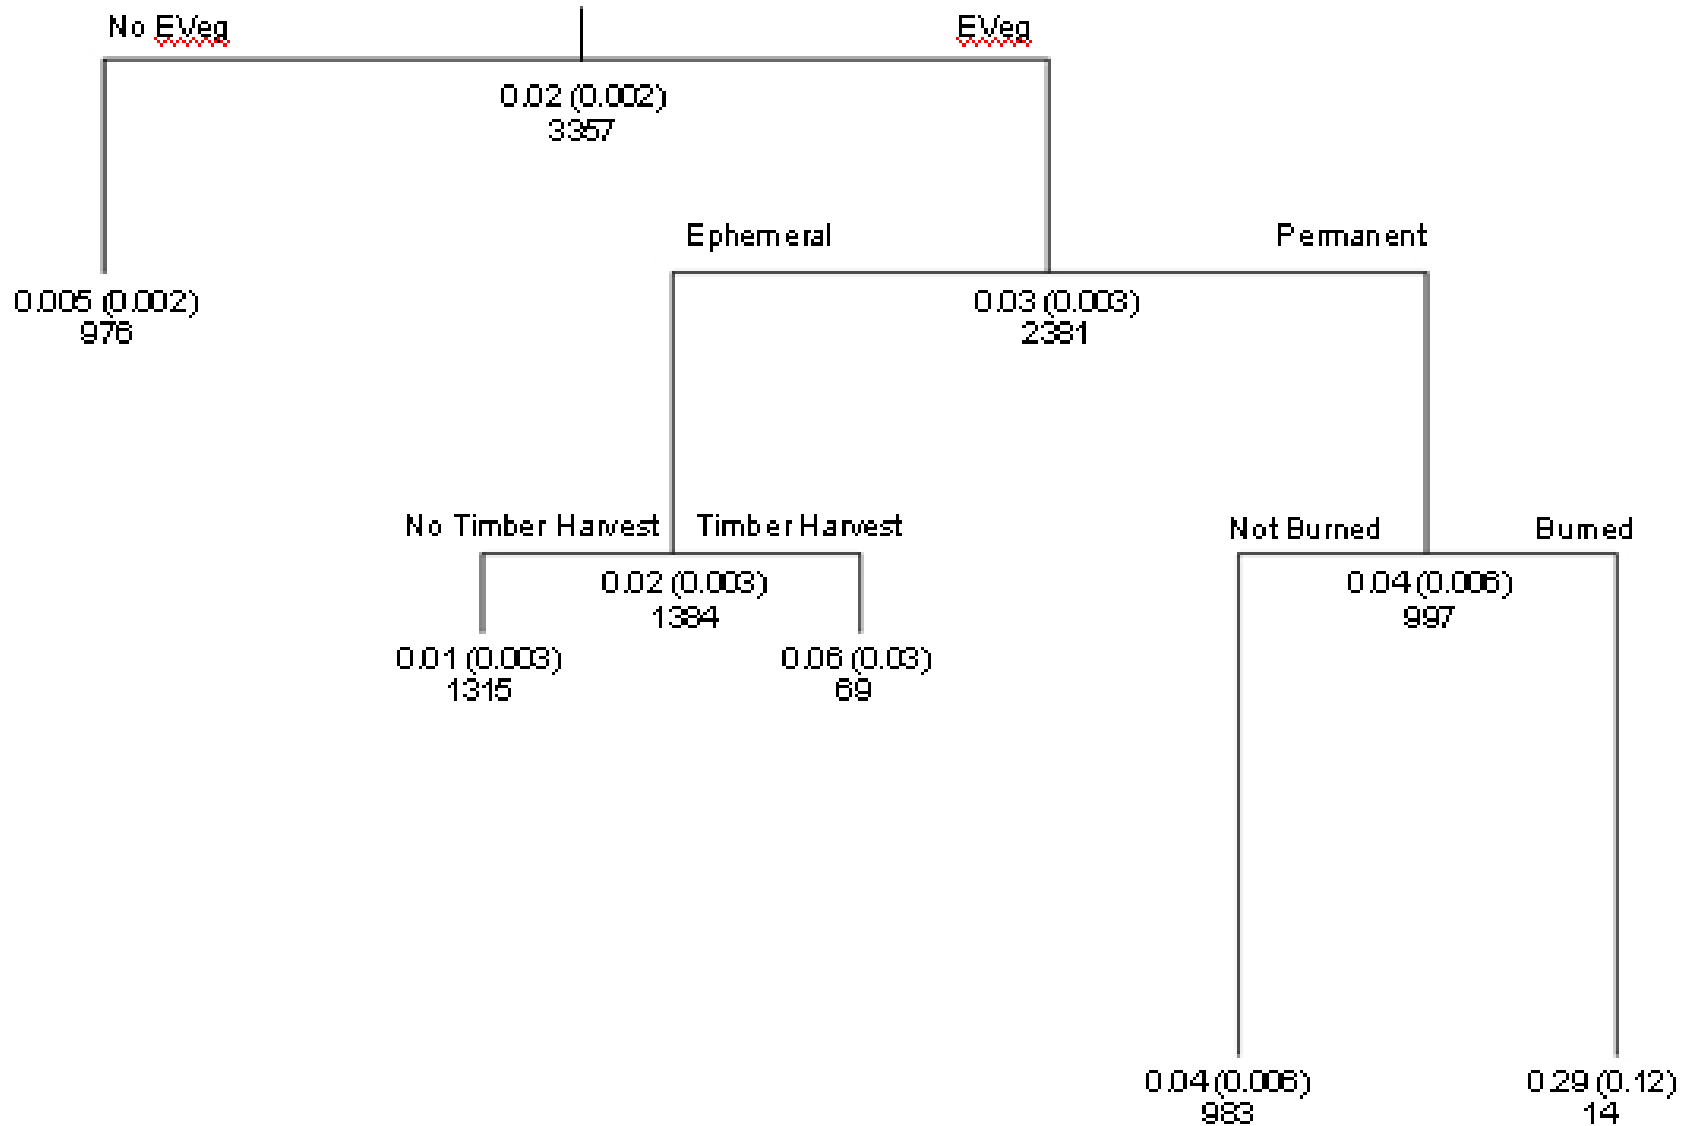 No EVeg
EVeg
0.02 (0.002)
3357
Ephemeral
Permanent
0.005 (0.002)
976
0.03 (0.003)
2381
No Timber Harvest
Timber Harvest
Not Burned
Burned
0.02 (0.003)
1384
0.04 (0.006)
997
0.01 (0.003)
1315
0.06 (0.03)
69
0.04 (0.006)
983
0.29 (0.12)
14